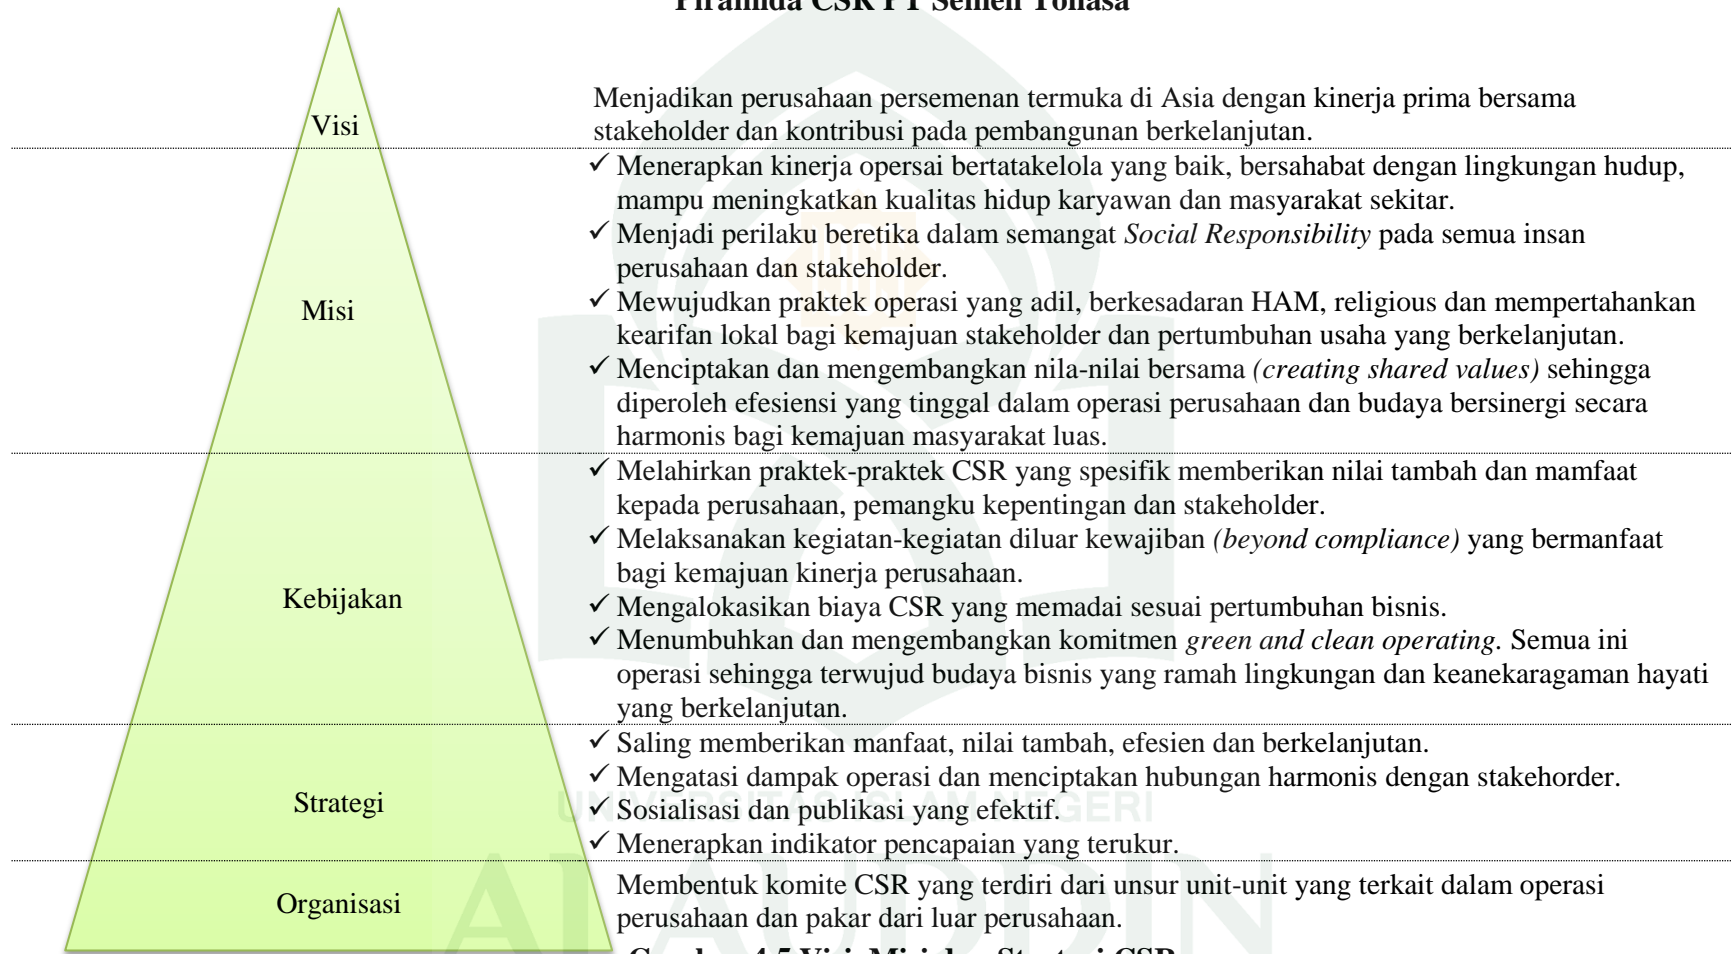 Piramida CSR PT Semen Tonasa
Visi
Menjadikan perusahaan persemenan termuka di Asia dengan kinerja prima bersama
stakeholder dan kontribusi pada pembangunan berkelanjutan.
Misi
✓ Menerapkan kinerja opersai bertatakelola yang baik, bersahabat dengan lingkungan hudup,
mampu meningkatkan kualitas hidup karyawan dan masyarakat sekitar.
✓ Menjadi perilaku beretika dalam semangat Social Responsibility pada semua insan
perusahaan dan stakeholder.
✓ Mewujudkan praktek operasi yang adil, berkesadaran HAM, religious dan mempertahankan
kearifan lokal bagi kemajuan stakeholder dan pertumbuhan usaha yang berkelanjutan.
✓ Menciptakan dan mengembangkan nila-nilai bersama (creating shared values) sehingga
diperoleh efesiensi yang tinggal dalam operasi perusahaan dan budaya bersinergi secara
harmonis bagi kemajuan masyarakat luas.
Kebijakan
✓ Melahirkan praktek-praktek CSR yang spesifik memberikan nilai tambah dan mamfaat
kepada perusahaan, pemangku kepentingan dan stakeholder.
✓ Melaksanakan kegiatan-kegiatan diluar kewajiban (beyond compliance) yang bermanfaat
bagi kemajuan kinerja perusahaan.
✓ Mengalokasikan biaya CSR yang memadai sesuai pertumbuhan bisnis.
✓ Menumbuhkan dan mengembangkan komitmen green and clean operating. Semua ini
operasi sehingga terwujud budaya bisnis yang ramah lingkungan dan keanekaragaman hayati
yang berkelanjutan.
Strategi
✓ Saling memberikan manfaat, nilai tambah, efesien dan berkelanjutan.
✓ Mengatasi dampak operasi dan menciptakan hubungan harmonis dengan stakehorder.
✓ Sosialisasi dan publikasi yang efektif.
✓ Menerapkan indikator pencapaian yang terukur.
Organisasi
Membentuk komite CSR yang terdiri dari unsur unit-unit yang terkait dalam operasi
perusahaan dan pakar dari luar perusahaan.
Gambar 4.5 Visi, Misi dan Strategi CSR
UNIVERSITAS ISLAM NEGERI
ALAUDDIN